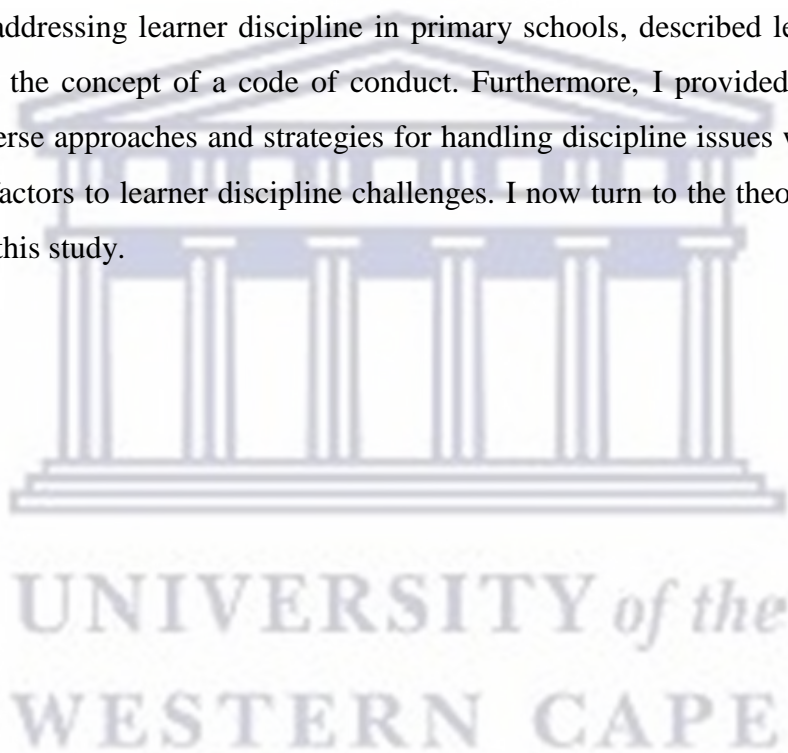 addressing learner discipline in primary schools, described le
the concept of a code of conduct. Furthermore, I provided
erse approaches and strategies for handling discipline issues
factors to learner discipline challenges. I now turn to the theo
this study.
UNIVERSITY of the
WESTERN CAPE